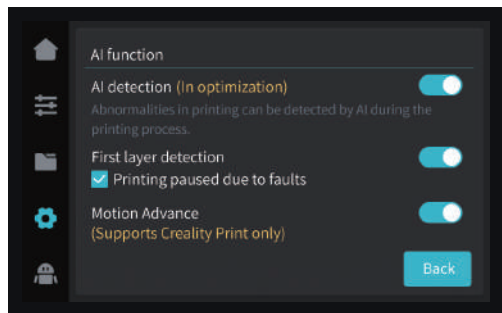 AI function
AI detection (In optimization)
Abnormalities in printing can be detected by AI during the
printing process.
First layer detection
Printing paused due to faults
Motion Advance
(Supports Creality Print only)
Back